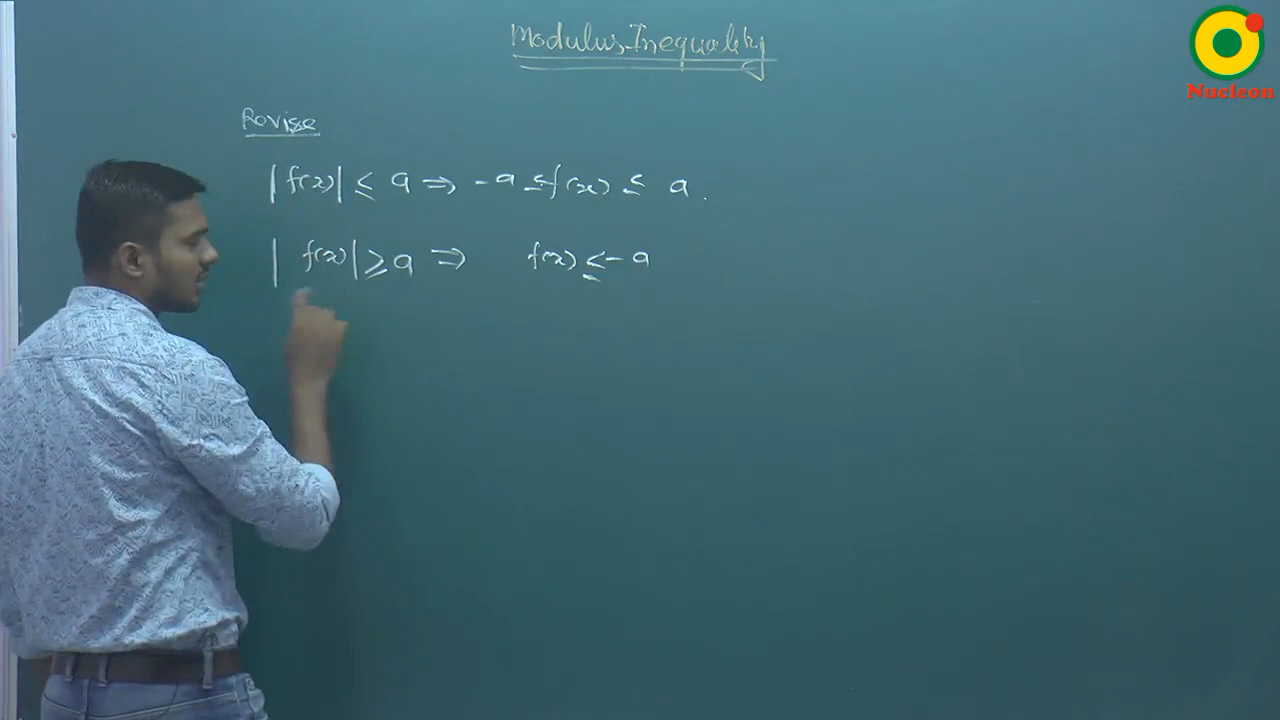 Modulus Inequality
Nucleon
Revise
|f(x)| ≤ a ⇒ -a ≤ f(x) ≤ a.
|f(x)| ≥ a ⇒ f(x) ≤ -a